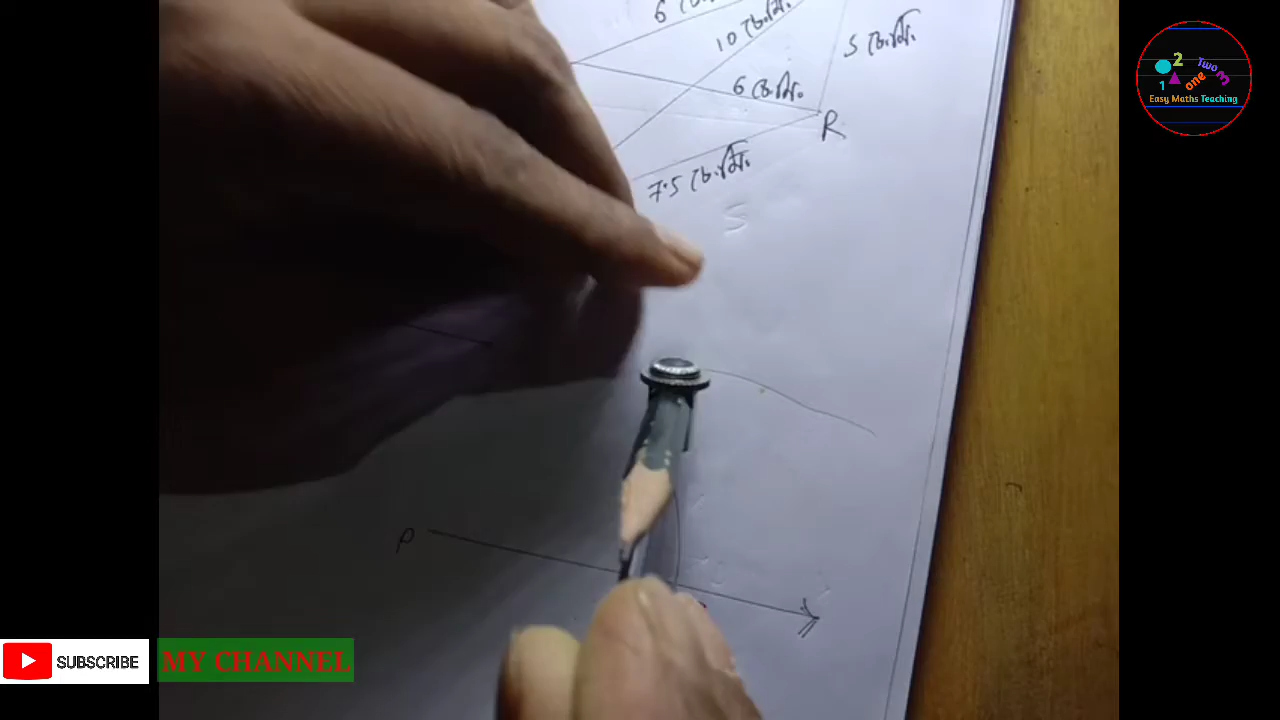 6 চে.মি.
10 চে.মি.
5 চে.মি.
6 চে.মি.
R
7.5 চে.মি.
S
P
2
1
one
Two
3
Easy Maths Teaching
SUBSCRIBE
MY CHANNEL